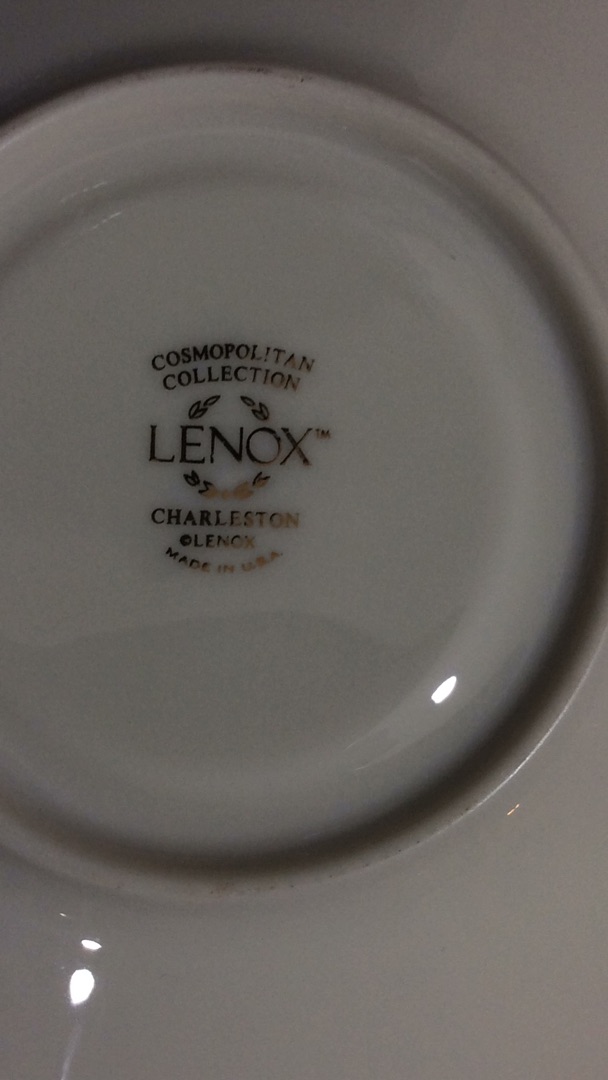 COSMOPOLITAN
COLLECTION
LENOX™
CHARLESTON
©LENOX
MADE IN U.S.A.